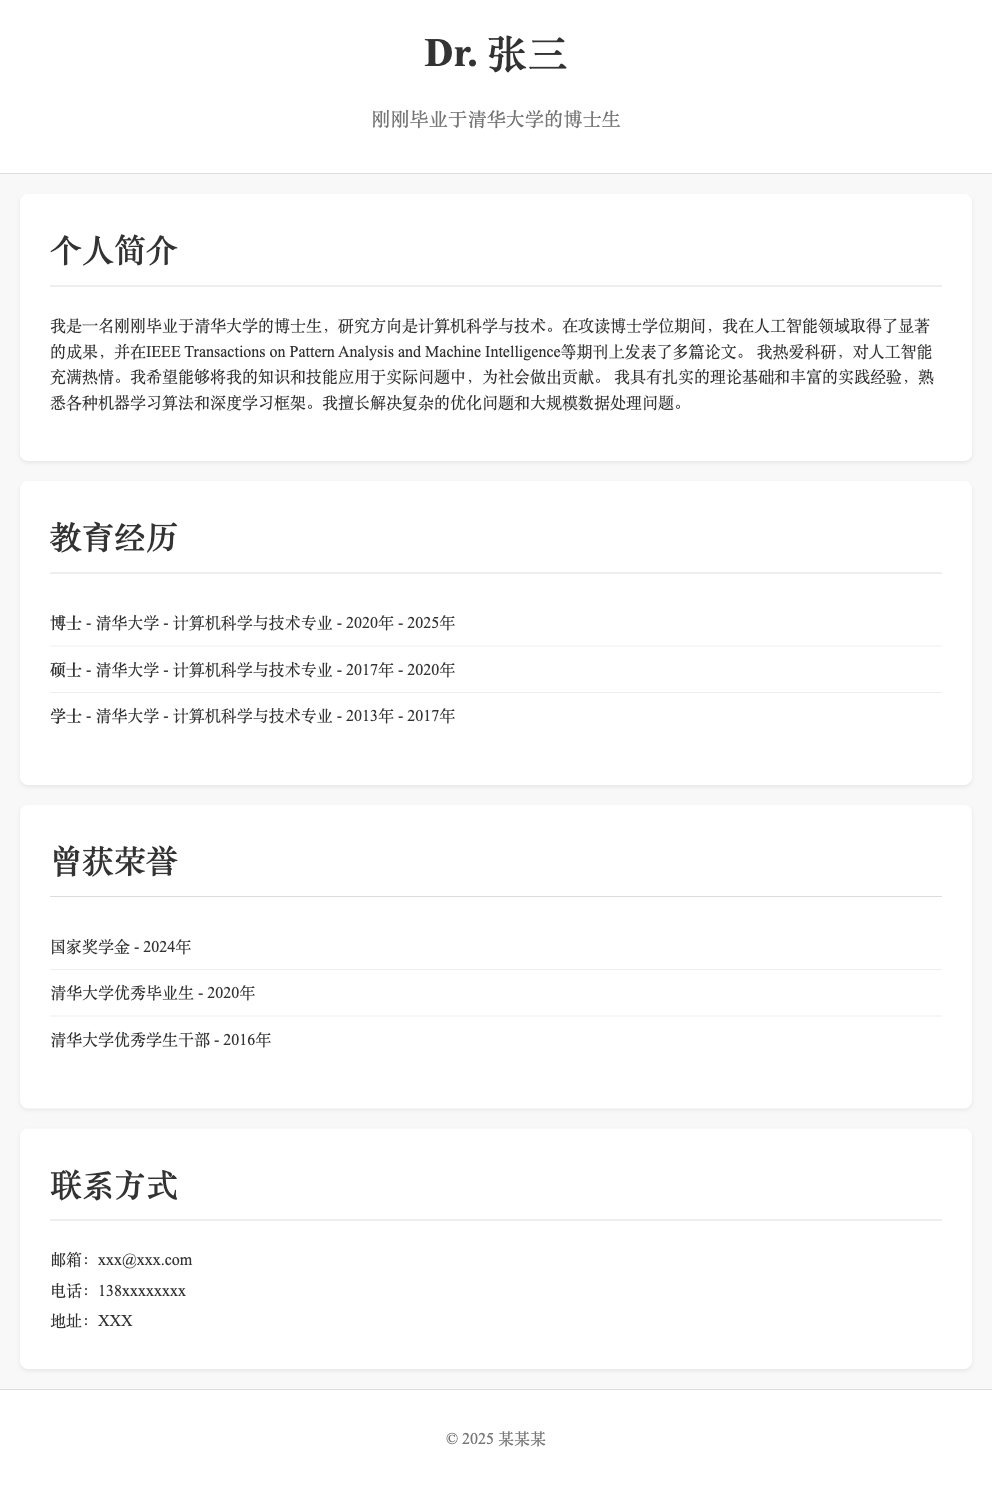 Dr. 张三
刚刚毕业于清华大学的博士生
个人简介
我是一名刚刚毕业于清华大学的博士生，研究方向是计算机科学与技术。在攻读博士学位期间，我在人工智能领域取得了显著
的成果，并在IEEE Transactions on Pattern Analysis and Machine Intelligence等期刊上发表了多篇论文。 我热爱科研，对人工智能
充满热情。我希望能够将我的知识和技能应用于实际问题中，为社会做出贡献。 我具有扎实的理论基础和丰富的实践经验，熟
悉各种机器学习算法和深度学习框架。我擅长解决复杂的优化问题和大规模数据处理问题。
教育经历
博士 - 清华大学 - 计算机科学与技术专业 - 2020年 - 2025年
硕士 - 清华大学 - 计算机科学与技术专业 - 2017年 - 2020年
学士 - 清华大学 - 计算机科学与技术专业 - 2013年 - 2017年
曾获荣誉
国家奖学金 - 2024年
清华大学优秀毕业生 - 2020年
清华大学优秀学生干部 - 2016年
联系方式
邮箱：xxx@xxx.com
电话：138xxxxxxxx
地址：XXX
© 2025 某某某